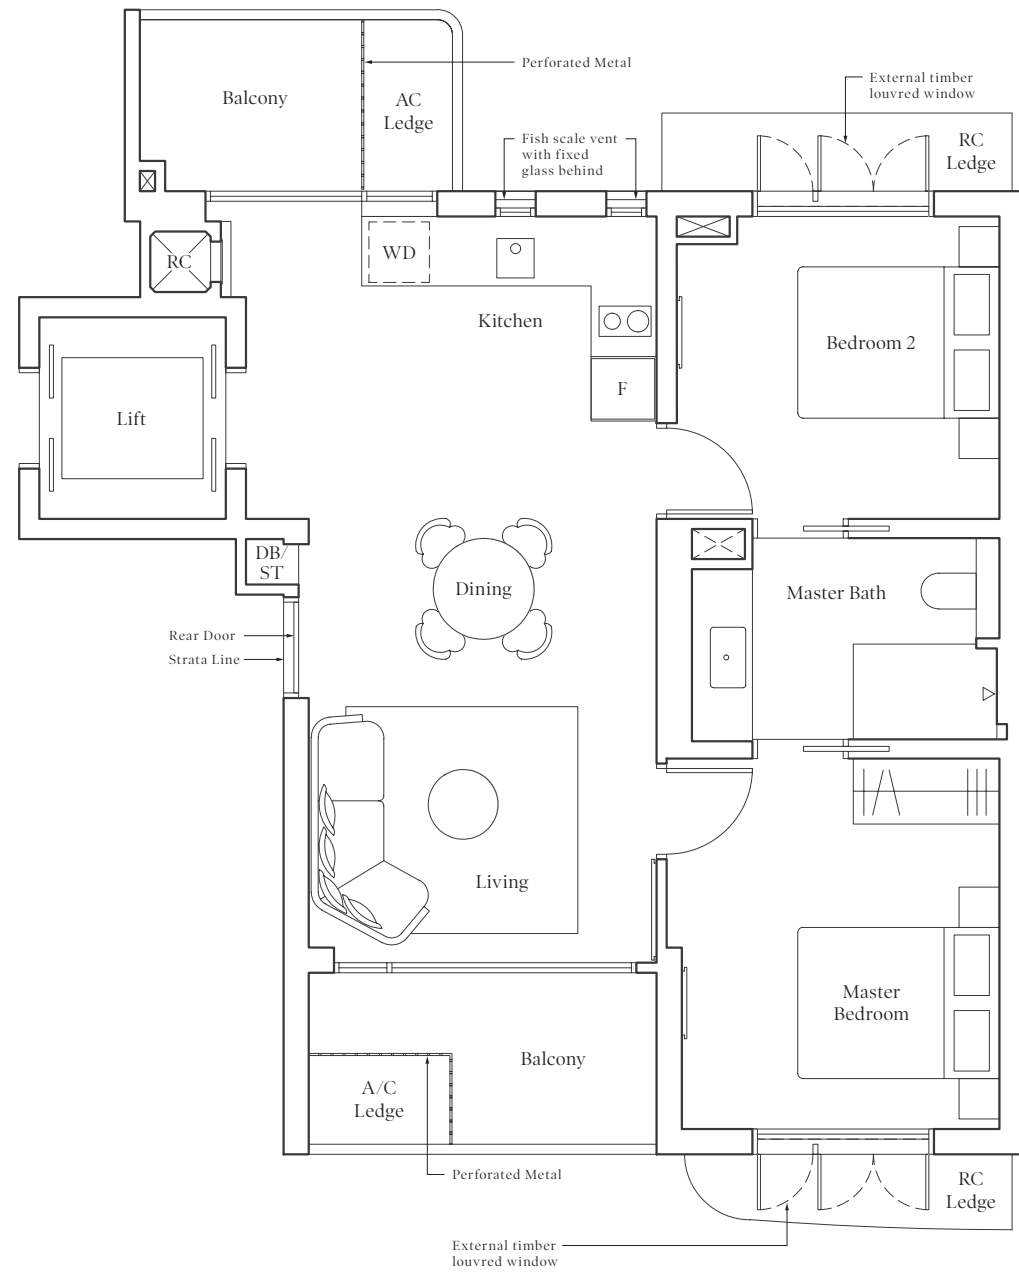 Perforated Metal
Balcony
AC
Ledge
External timber
louvred window
Fish scale vent
with fixed
glass behind
RC
Ledge
RC
WD
Kitchen
Bedroom 2
F
Lift
DB/
ST
Dining
Master Bath
Rear Door
Strata Line
Living
Master
Bedroom
Balcony
A/C
Ledge
Perforated Metal
RC
Ledge
External timber
louvred window